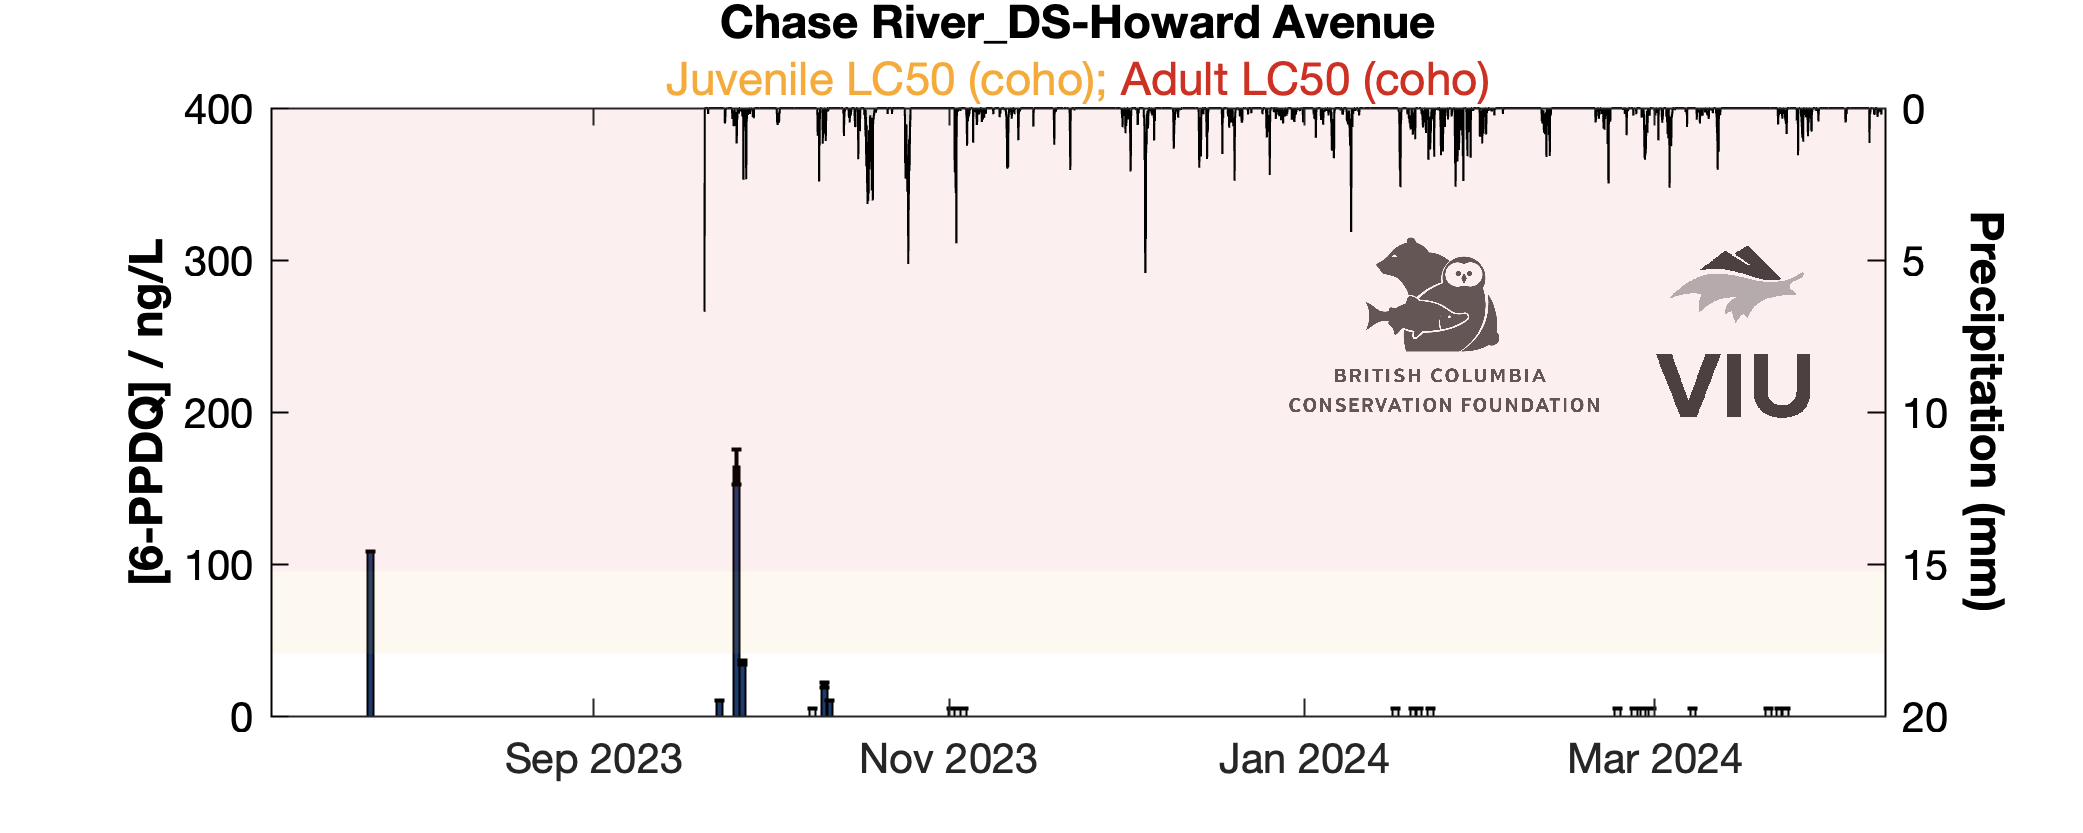 Chase River_DS-Howard Avenue
Juvenile LC50 (coho); Adult LC50 (coho)
400
300
200
100
0
[6-PPDQ] / ng/L
0
5
10
15
20
Precipitation (mm)
BRITISH COLUMBIA
CONSERVATION FOUNDATION
VIU
Sep 2023
Nov 2023
Jan 2024
Mar 2024